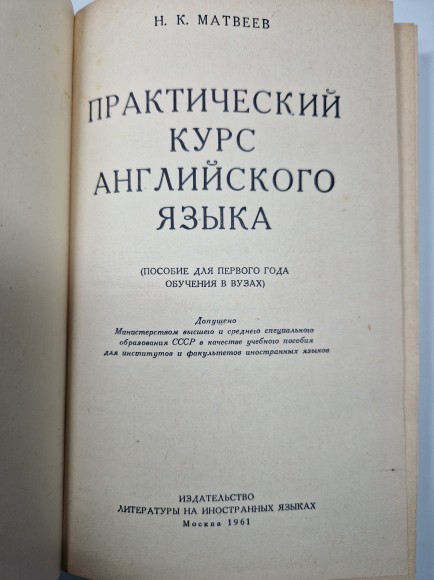 Н. К. МАТВЕЕВ
ПРАКТИЧЕСКИЙ
КУРС
АНГЛИЙСКОГО
ЯЗЫКА
(ПОСОБИЕ ДЛЯ ПЕРВОГО ГОДА
ОБУЧЕНИЯ В ВУЗАХ)
Допущено
Министерством высшего и среднего специального
образования СССР в качестве учебного пособия
для институтов и факультетов иностранных языков
ИЗДАТЕЛЬСТВО
ЛИТЕРАТУРЫ НА ИНОСТРАННЫХ ЯЗЫКАХ
Москва 1961